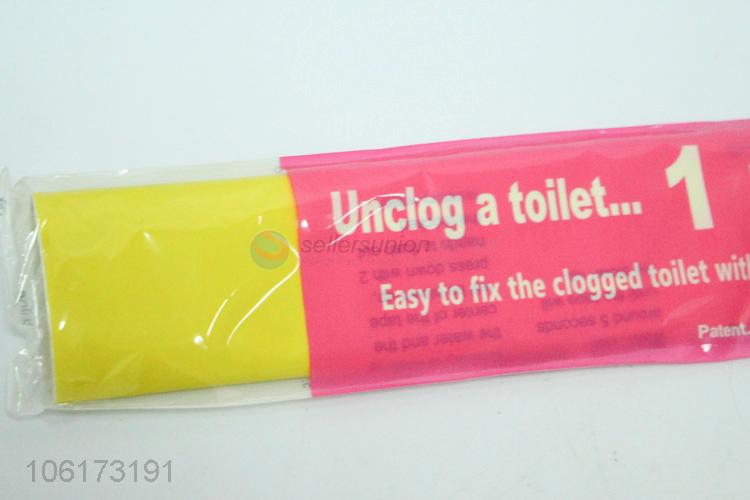 Unclog a toilet... 1
sellersunion
Easy to fix the clogged toilet with
Patent.
106173191